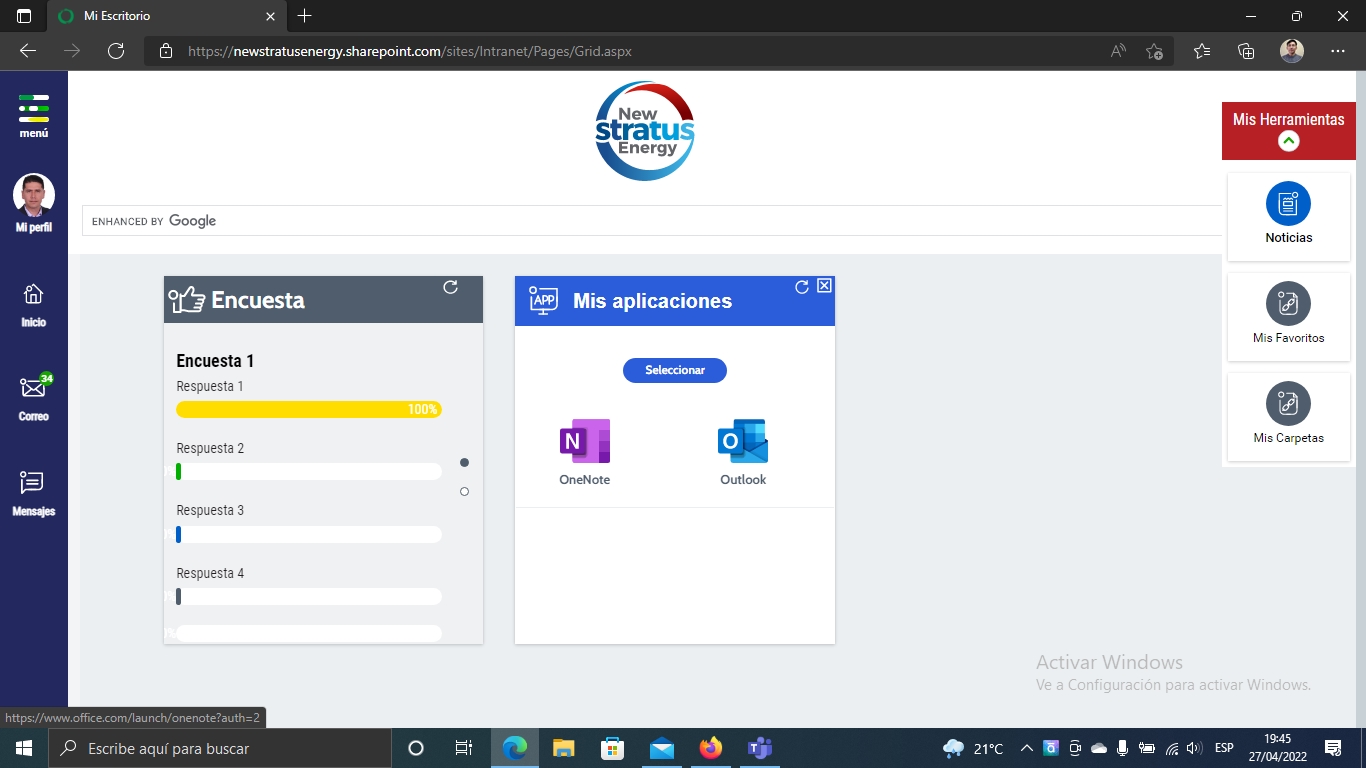 Mi Escritorio
https://newstratusenergy.sharepoint.com/sites/Intranet/Pages/Grid.aspx
menú
Mi perfil
Inicio
34
Correo
Mensajes
New
stratus
Energy
ENHANCED BY Google
Encuesta
Encuesta 1
Respuesta 1
100%
Respuesta 2
Respuesta 3
Respuesta 4
APP
Mis aplicaciones
Seleccionar
N
OneNote
O
Outlook
Mis Herramientas
Noticias
Mis Favoritos
Mis Carpetas
Activar Windows
Ve a Configuración para activar Windows.
https://www.office.com/launch/onenote?auth=2
Escribe aquí para buscar
21°C
ESP
19:45
27/04/2022